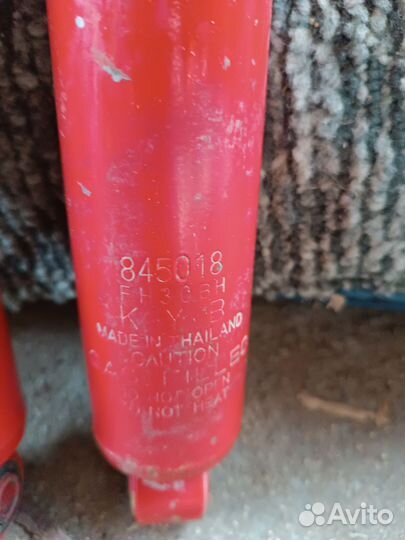 845018
KYB
MADE IN THAILAND
CAUTION
NOT OPEN
NOT HEAT
Avito